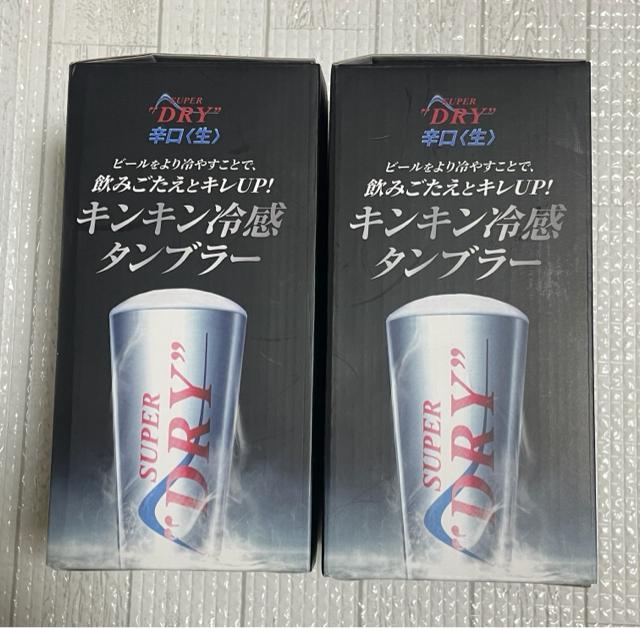 SUPER
"DRY"
辛口〈生〉
ビールをより冷やすことで、
飲みごたえとキレUP!
キンキン冷感
タンブラー
SUPER
"DRY"
SUPER
"DRY"
辛口〈生〉
ビールをより冷やすことで、
飲みごたえとキレUP!
キンキン冷感
タンブラー
SUPER
"DRY"